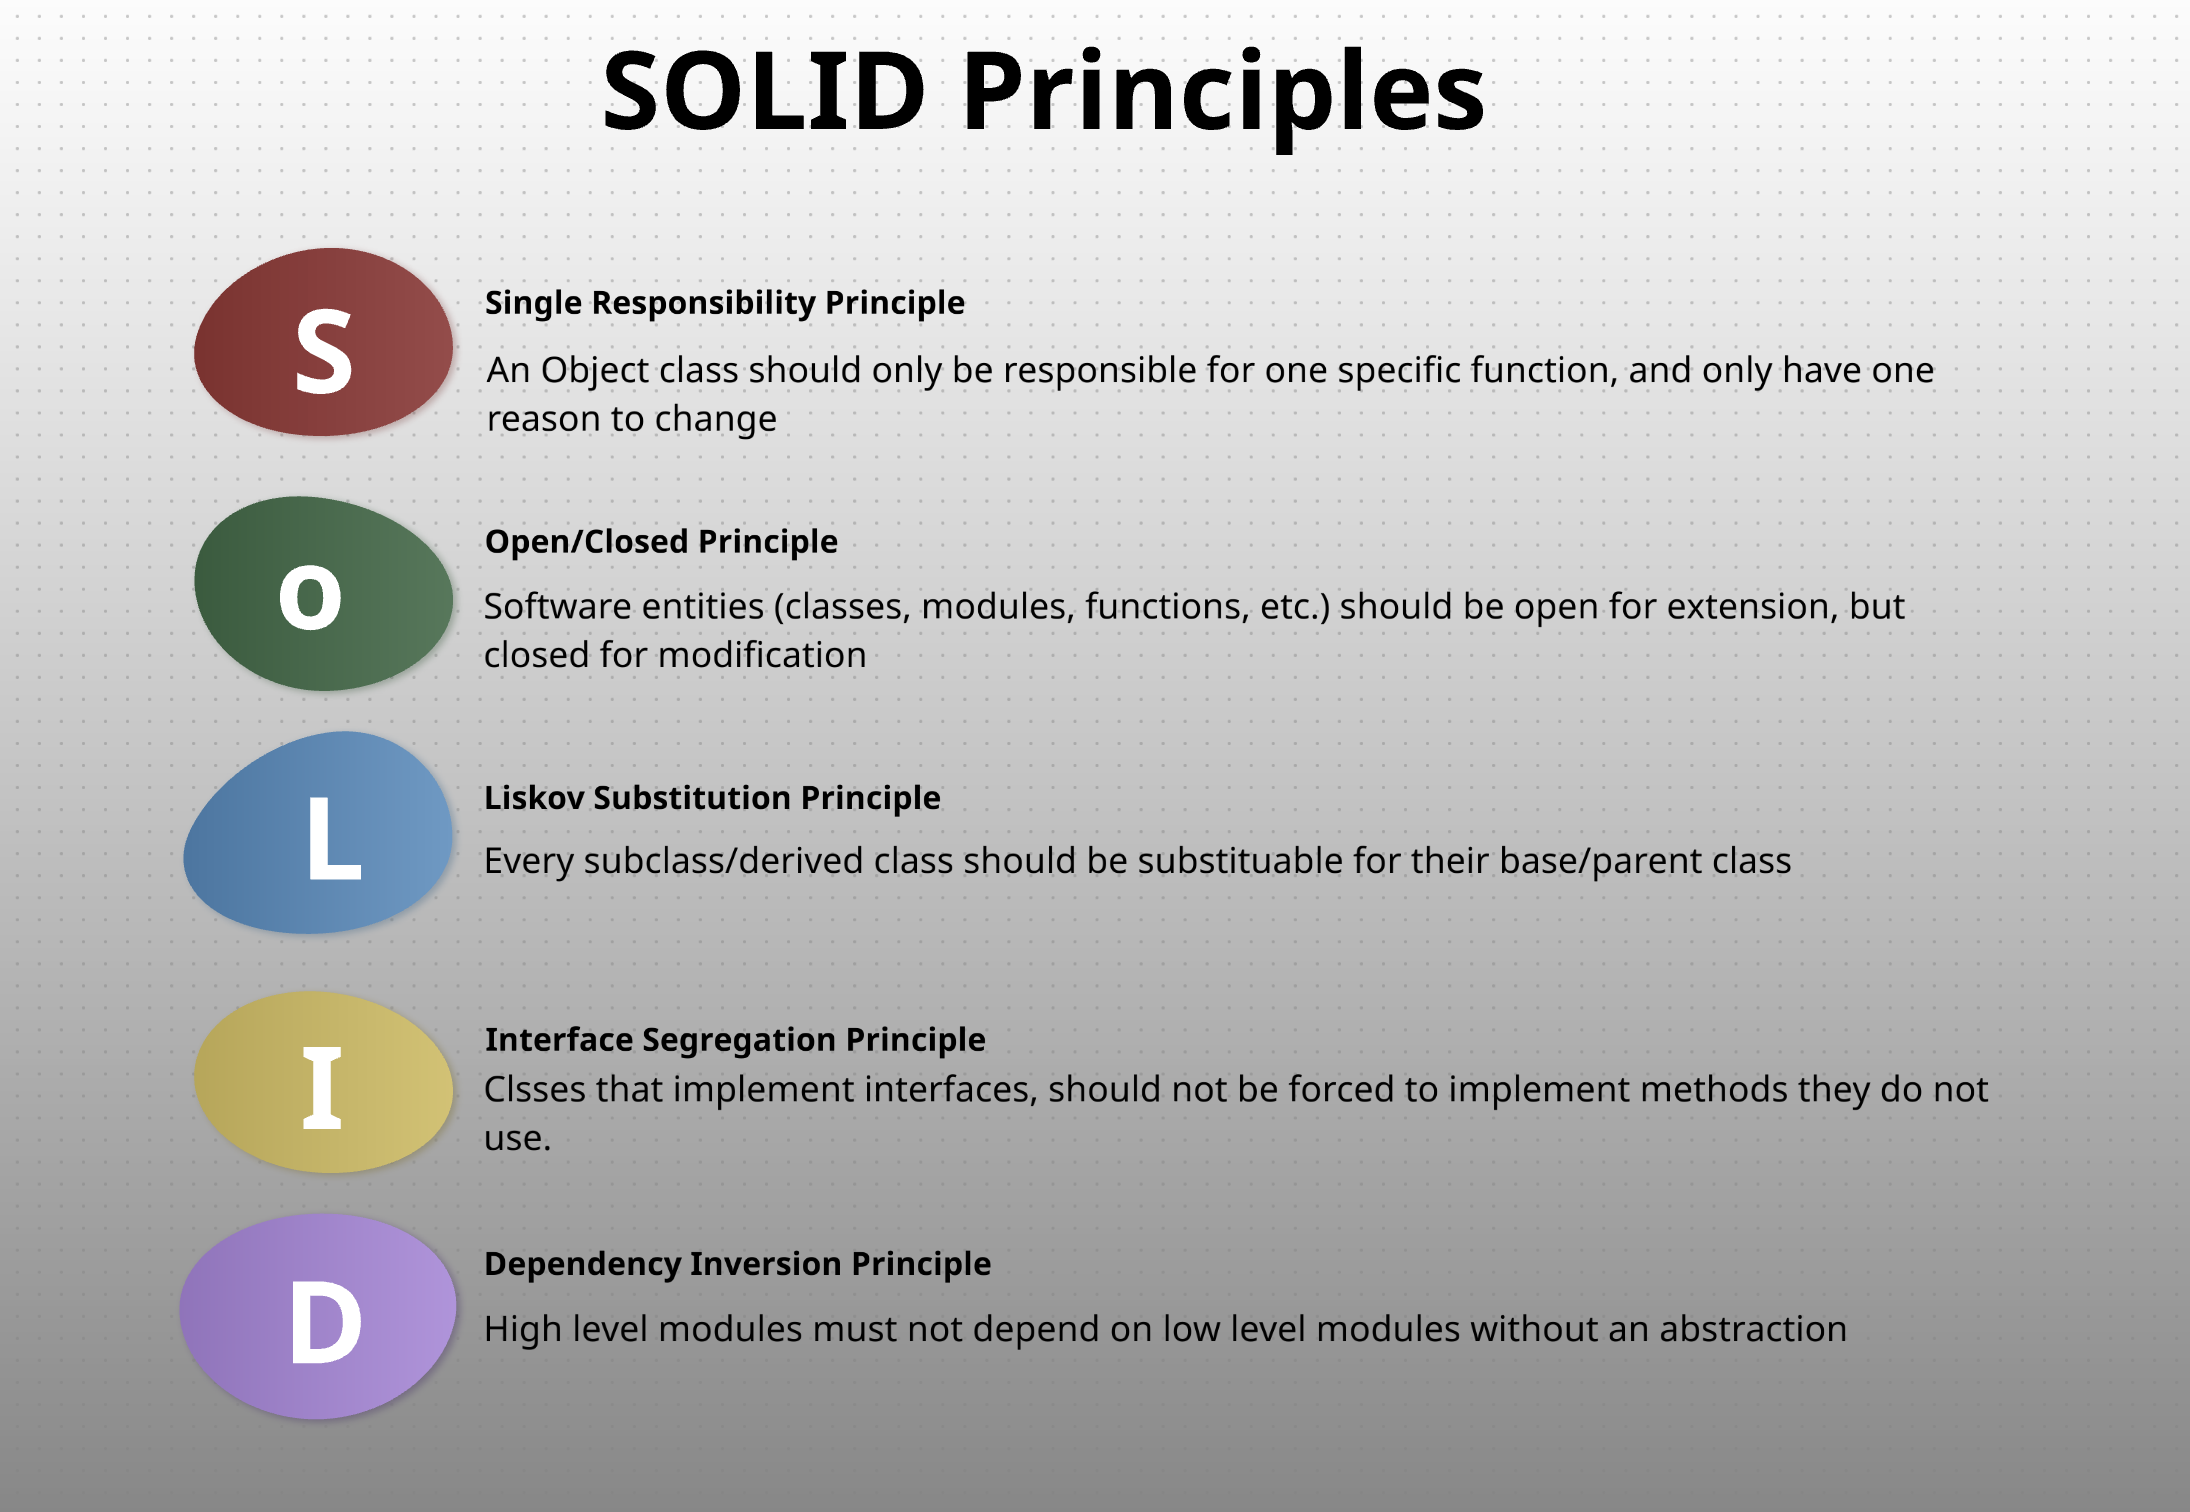 SOLID Principles
S
Single Responsibility Principle
An Object class should only be responsible for one specific function, and only have one
reason to change
o
Open/Closed Principle
Software entities (classes, modules, functions, etc.) should be open for extension, but
closed for modification
L
Liskov Substitution Principle
Every subclass/derived class should be substituable for their base/parent class
I
Interface Segregation Principle
Clsses that implement interfaces, should not be forced to implement methods they do not
use.
D
Dependency Inversion Principle
High level modules must not depend on low level modules without an abstraction